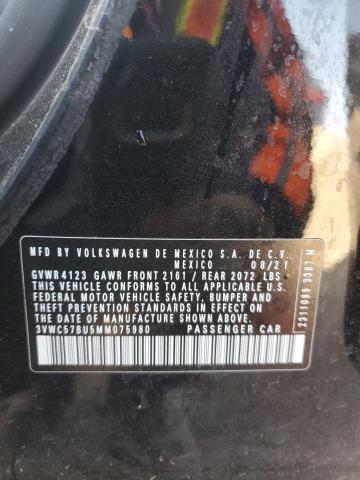 MFD BY VOLKSWAGEN DE MEXICO S.A. DE C.V.
MEXICO 08/21
GVWR 4123 GAWR FRONT 2161 / REAR 2072 LBS
THIS VEHICLE CONFORMS TO ALL APPLICABLE U.S.
FEDERAL MOTOR VEHICLE SAFETY, BUMPER AND
THEFT PREVENTION STANDARDS IN EFFECT
ON THE DATE OF MANUFACTURE SHOWN ABOVE
3VWC57BU5MM075980 PASSENGER CAR
2311089 3387 M